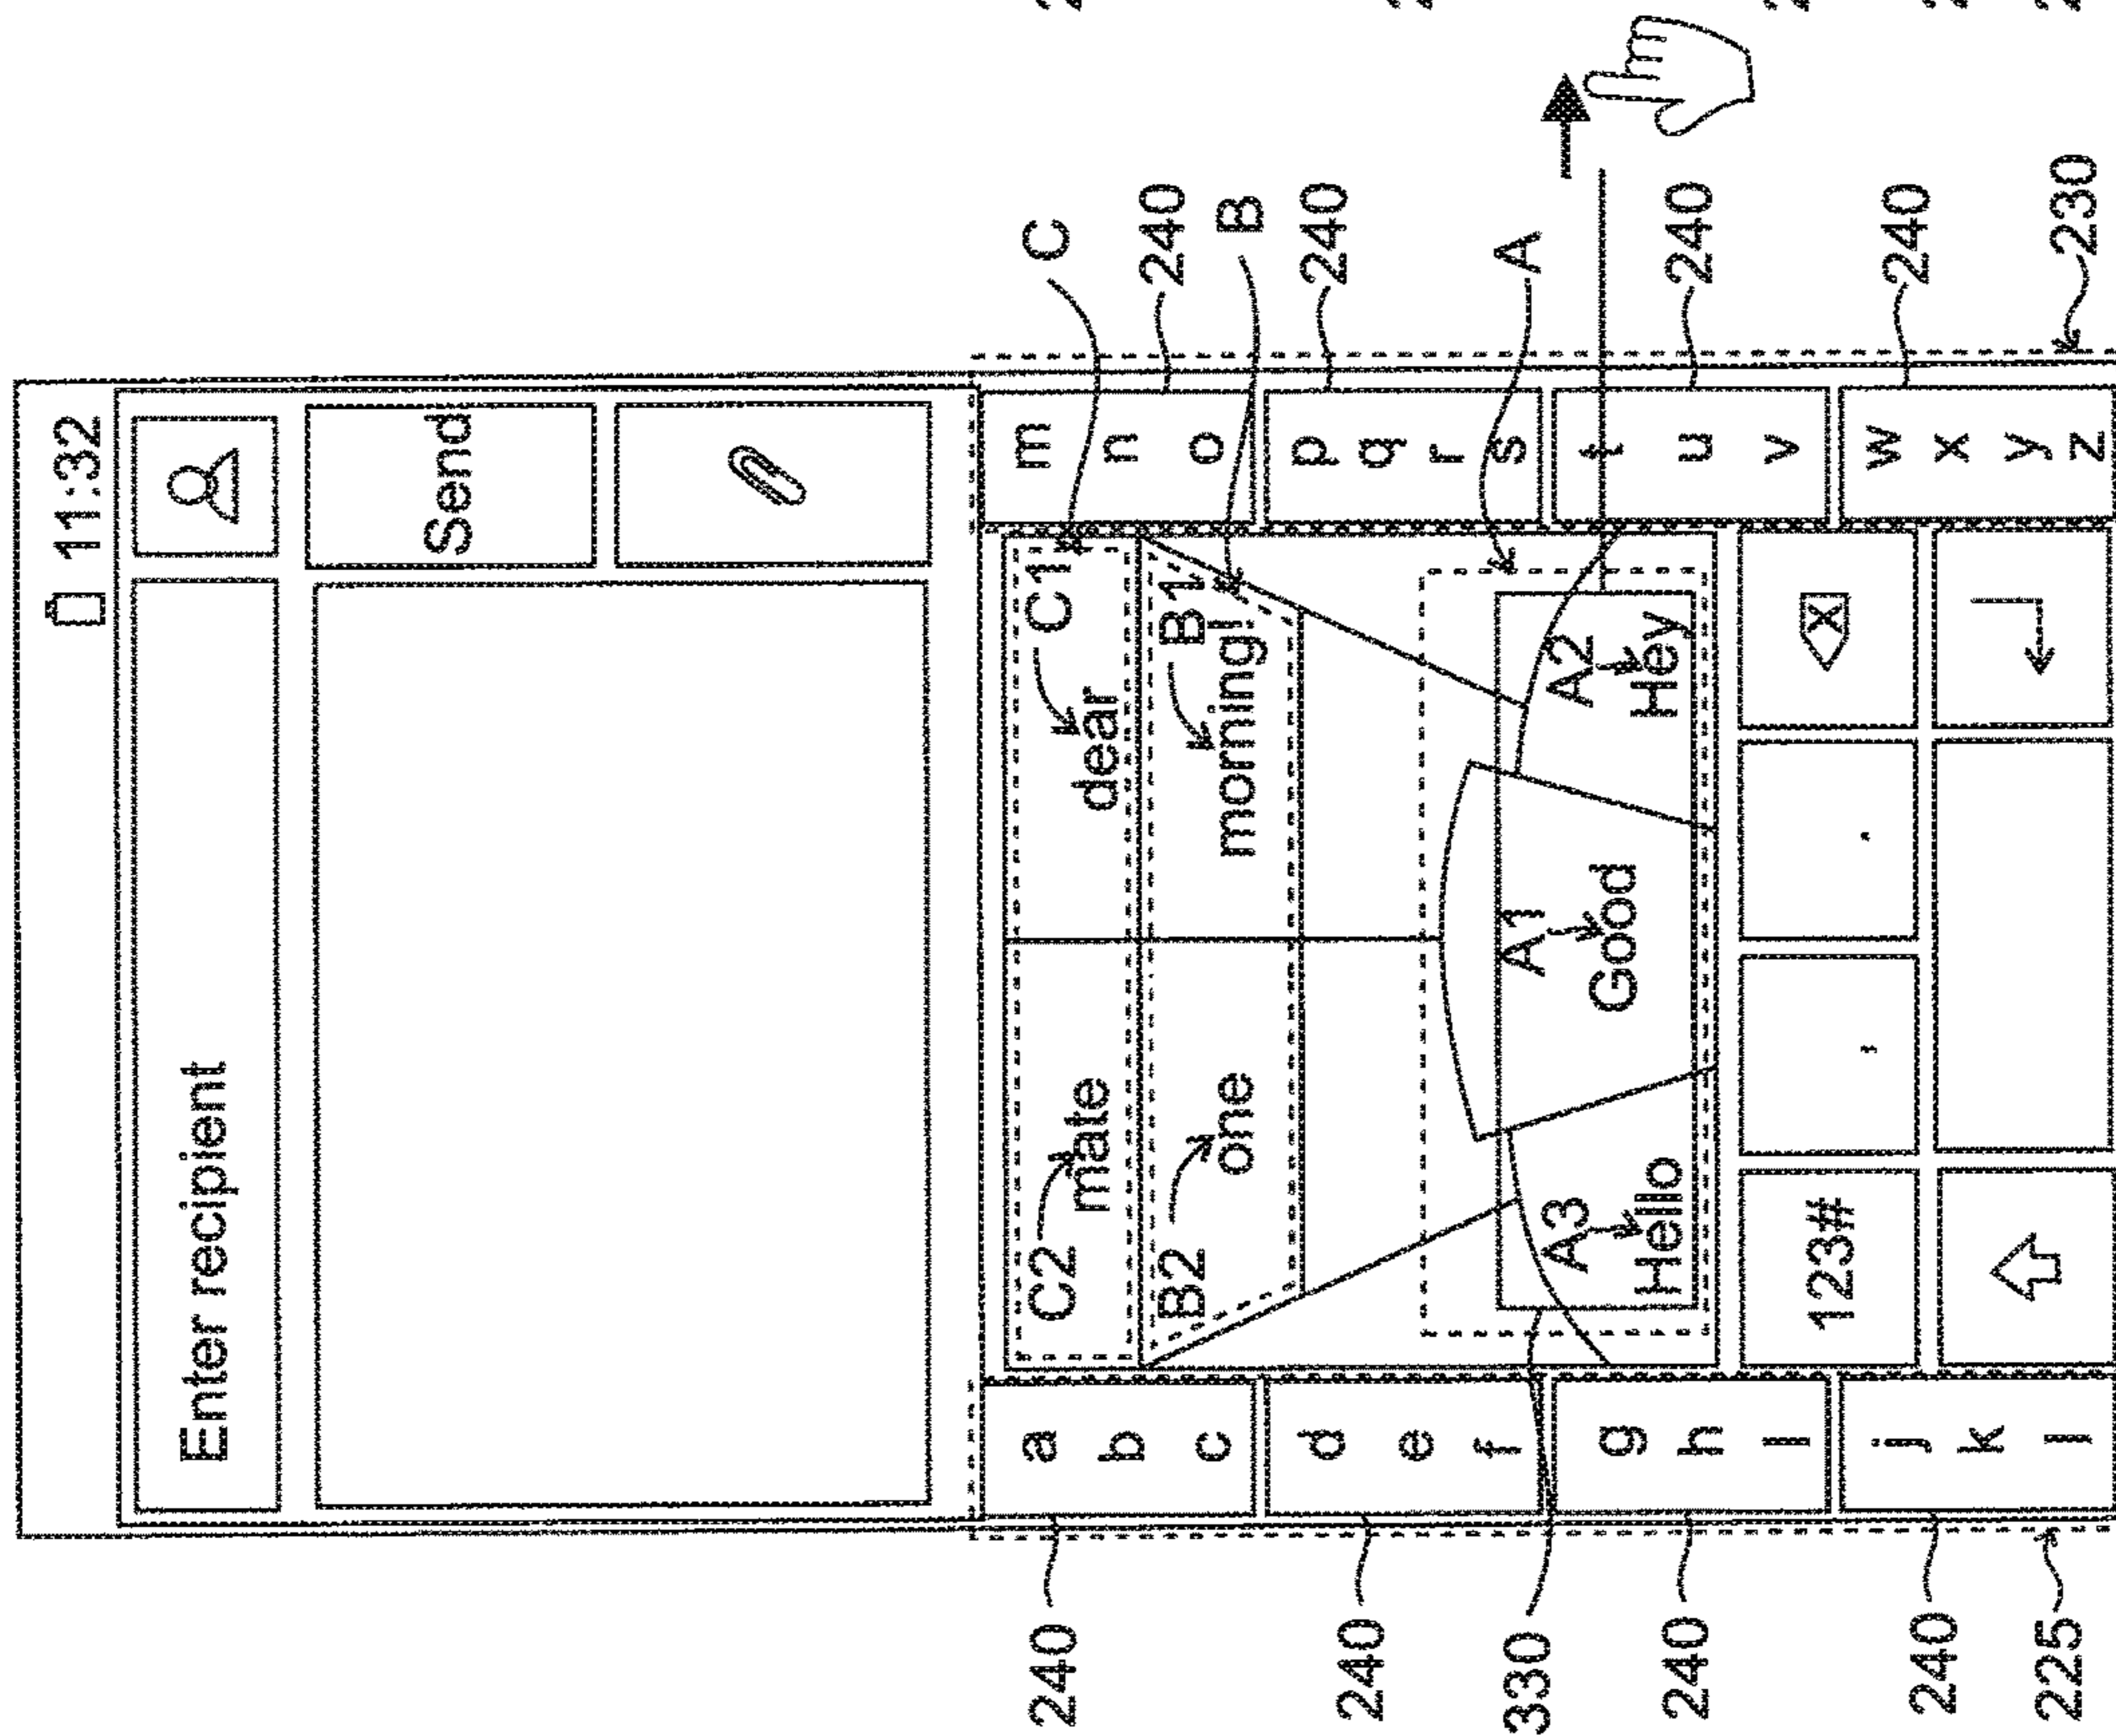 11:32
Enter recipient
Send
240 a C2 C1 m C
mate dear
b n 240
c B2 B1 o B
one morning!
240 d p 240
e q
f r
s
330 A1 A
g A3 A2 t
240 h Good u 240
Hello Hey
I v
j 123# , . X w 240
240 k x
l y
225 z 230